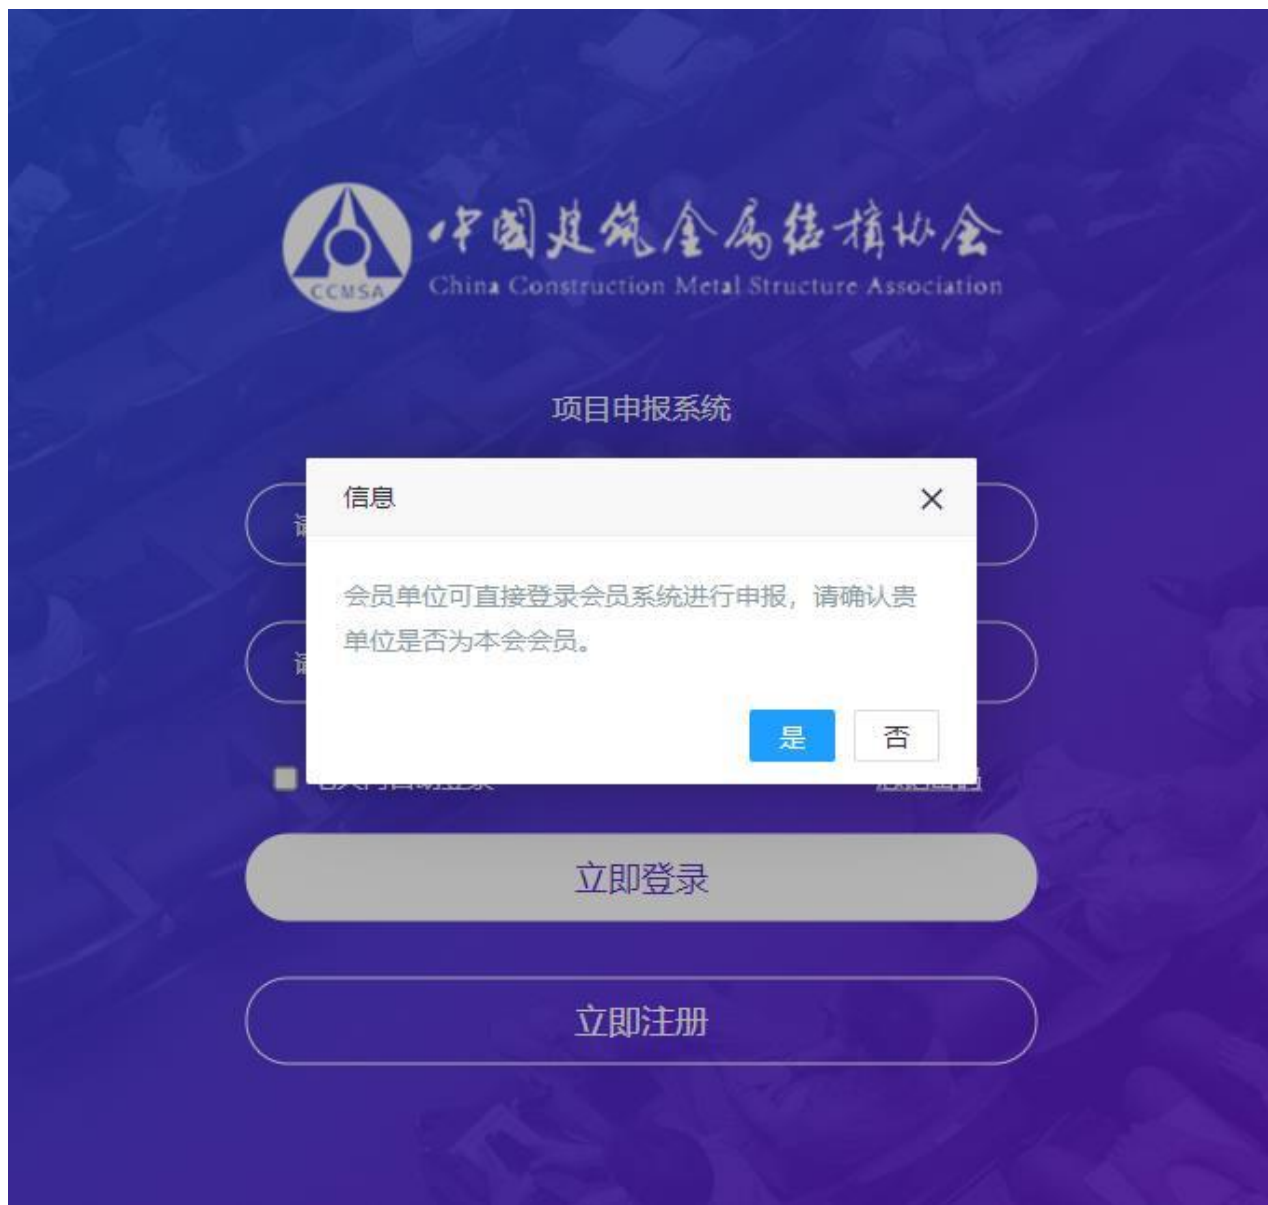 中国建筑金属结构协会
CCMSA
China Construction Metal Structure Association
项目申报系统
信息
会员单位可直接登录会员系统进行申报，请确认贵
单位是否为本会会员。
是
否
立即登录
立即注册